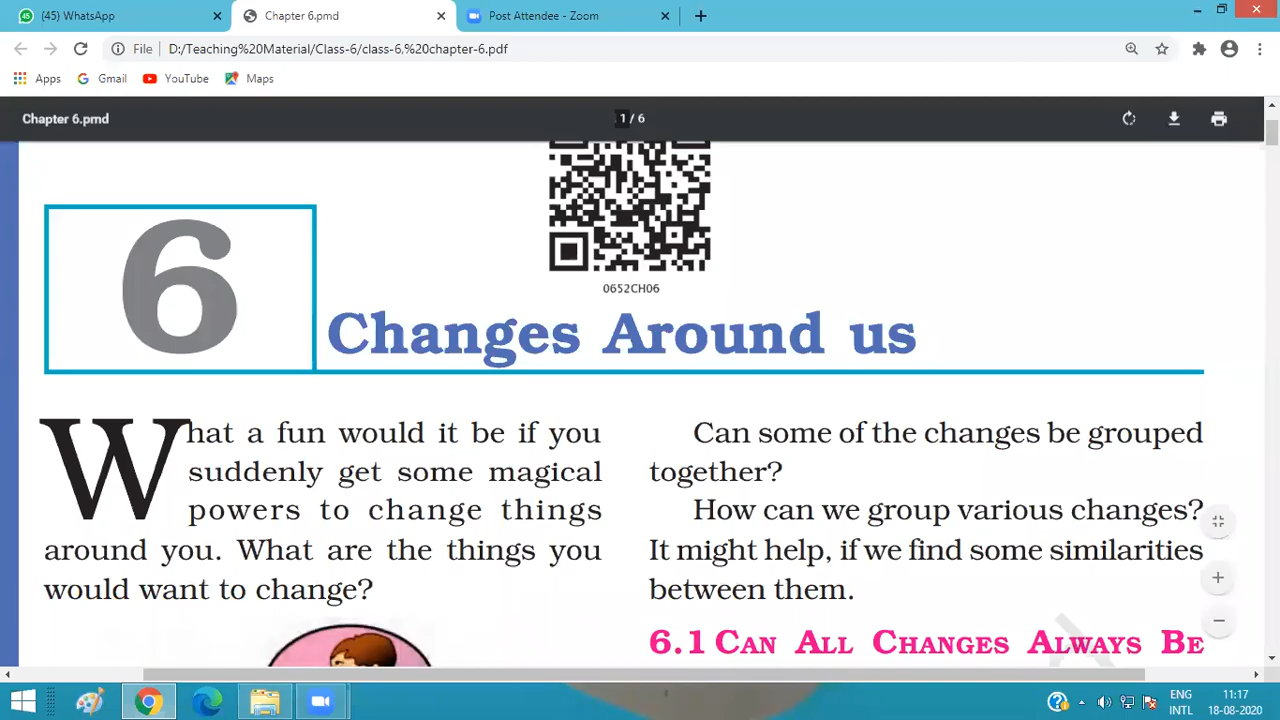 (45) WhatsApp
Chapter 6.pmd
Post Attendee - Zoom
File
D:/Teaching%20Material/Class-6/class-6,%20chapter-6.pdf
Apps
Gmail
YouTube
Maps
Chapter 6.pmd
1 / 6
6
0652CH06
Changes Around us
What a fun would it be if you
suddenly get some magical
powers to change things
around you. What are the things you
would want to change?
Can some of the changes be grouped
together?
How can we group various changes?
It might help, if we find some similarities
between them.
6.1 CAN ALL CHANGES ALWAYS BE
ENG
INTL
11:17
18-08-2020